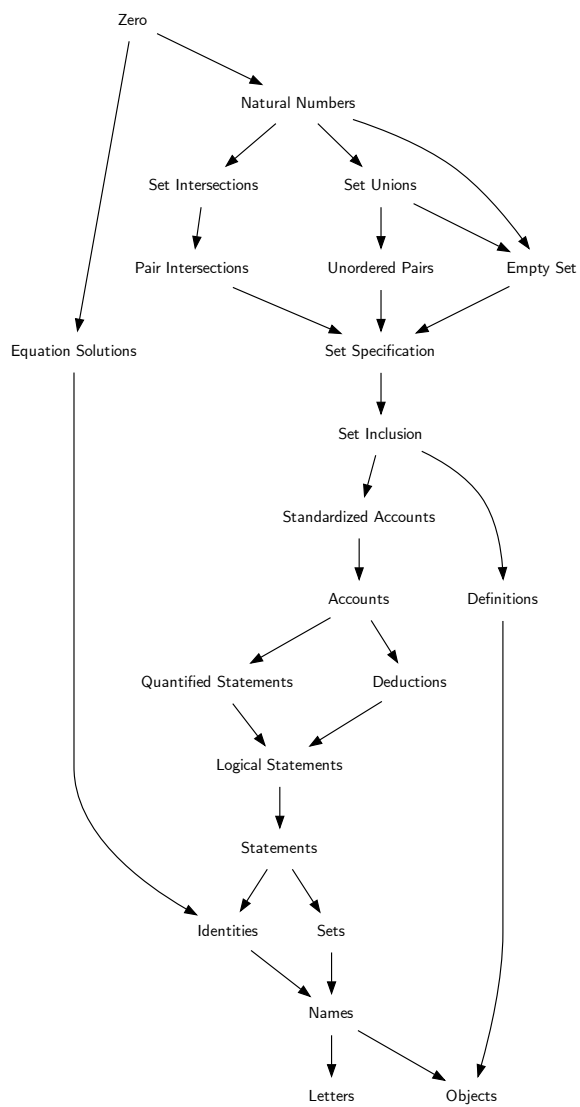 Zero
Natural Numbers
Set Intersections
Set Unions
Pair Intersections
Unordered Pairs
Empty Set
Equation Solutions
Set Specification
Set Inclusion
Standardized Accounts
Accounts
Definitions
Quantified Statements
Deductions
Logical Statements
Statements
Identities
Sets
Names
Letters
Objects